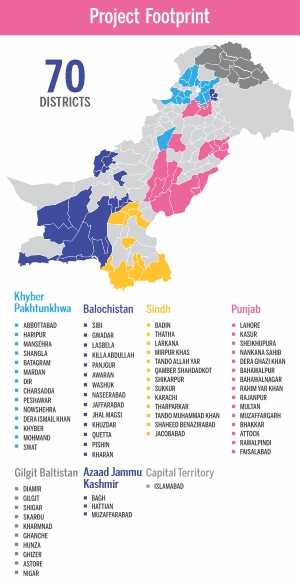 Project Footprint
70
DISTRICTS
Khyber
Pakhtunkhwa
ABBOTTABAD
HARIPUR
MANSEHRA
SHANGLA
BATAGRAM
MARDAN
DIR
CHARSADDA
PESHAWAR
NOWSHEHRA
DERA ISMAIL KHAN
KHYBER
MOHMAND
SWAT
Balochistan
SIBI
GWADAR
LASBELA
KILLA ABDULLAH
PANJGUR
AWARAN
WASHUK
NASEERABAD
JAFFARABAD
JHAL MAGSI
KHUZDAR
QUETTA
PISHIN
KHARAN
Sindh
BADIN
THATHA
LARKANA
MIRPUR KHAS
TANDO ALLAH YAR
QAMBER SHAHDADKOT
SHIKARPUR
SUKKUR
KARACHI
THARPARKAR
TANDO MUHAMMAD KHAN
SHAHEED BENAZIRABAD
JACOBABAD
Punjab
LAHORE
KASUR
SHEIKHUPURA
NANKANA SAHIB
DERA GHAZI KHAN
BAHAWALPUR
BAHAWALNAGAR
RAHIM YAR KHAN
RAJANPUR
MULTAN
MUZAFFARGARH
BHAKKAR
ATTOCK
RAWALPINDI
FAISALABAD
Gilgit Baltistan
DIAMIR
GILGIT
SHIGAR
SKARDU
KHARMNAD
GHANCHE
HUNZA
GHIZER
ASTORE
NIGAR
Azaad Jammu
Kashmir
BAGH
HATTIAN
MUZAFFARABAD
Capital Territory
ISLAMABAD